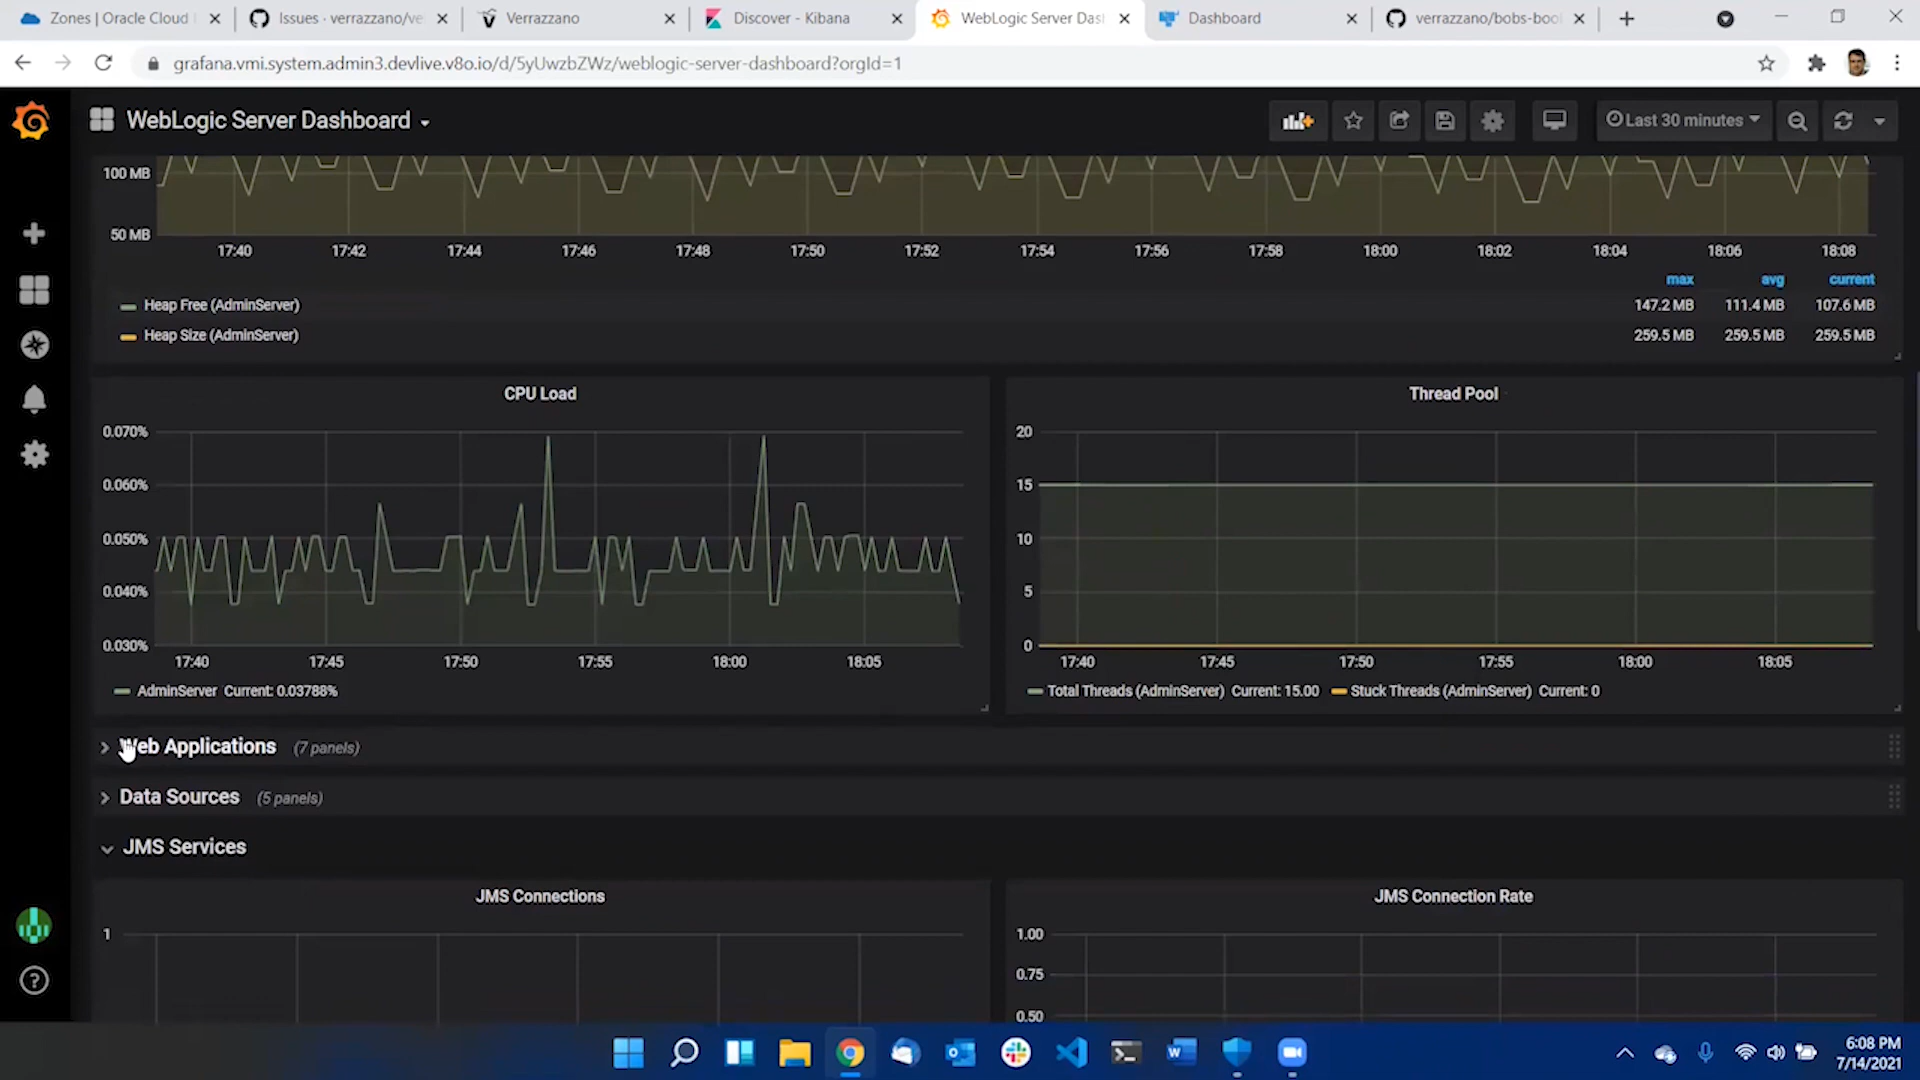 Zones | Oracle Cloud
Issues · verrazzano/ve
Verrazzano
Discover - Kibana
WebLogic Server Das
Dashboard
verrazzano/bobs-boo
grafana.vmi.system.admin3.devlive.v8o.io/d/5yUwzbZWz/weblogic-server-dashboard?orgId=1
WebLogic Server Dashboard
Last 30 minutes
100 MB
50 MB
17:40 17:42 17:44 17:46 17:48 17:50 17:52 17:54 17:56 17:58 18:00 18:02 18:04 18:06 18:08
max avg current
Heap Free (AdminServer) 147.2 MB 111.4 MB 107.6 MB
Heap Size (AdminServer) 259.5 MB 259.5 MB 259.5 MB
CPU Load
0.070%
0.060%
0.050%
0.040%
0.030%
17:40 17:45 17:50 17:55 18:00 18:05
AdminServer Current: 0.03788%
Thread Pool
20
15
10
5
0
17:40 17:45 17:50 17:55 18:00 18:05
Total Threads (AdminServer) Current: 15.00 Stuck Threads (AdminServer) Current: 0
Web Applications (7 panels)
Data Sources (5 panels)
JMS Services
JMS Connections
1
JMS Connection Rate
1.00
0.75
0.50
6:08 PM
7/14/2021